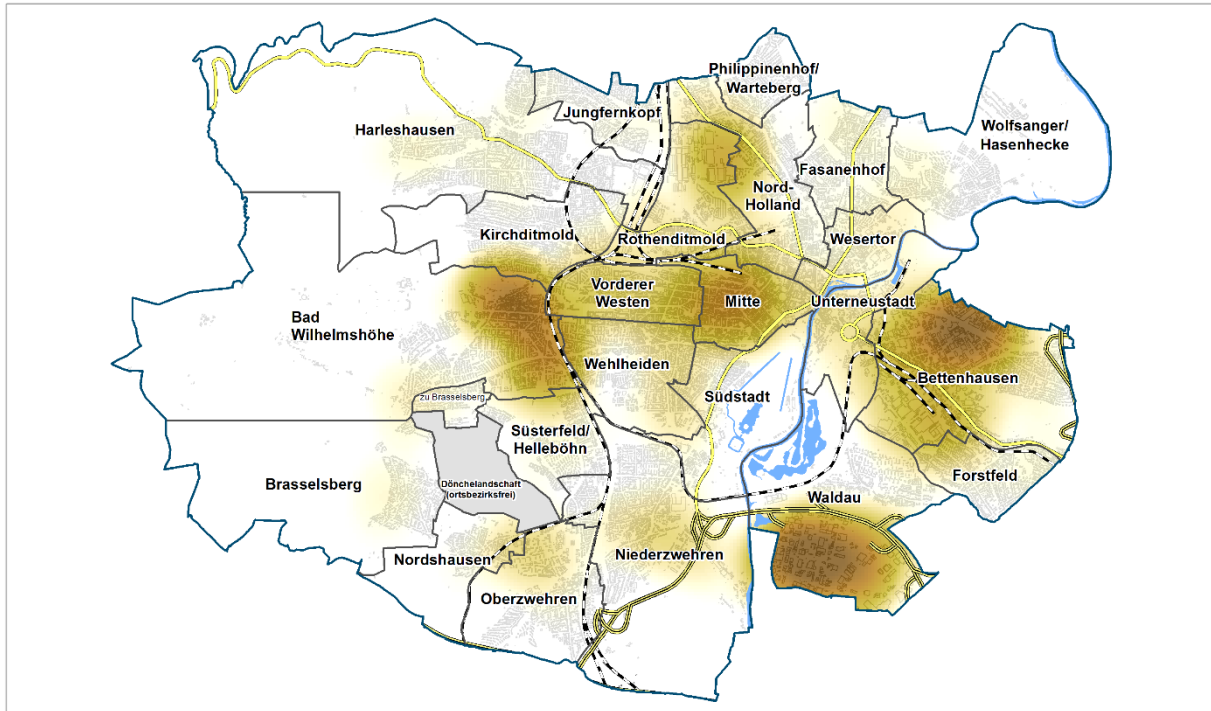 Philippinenhof/
Warteberg
Jungfernkopf
Harleshausen
Wolfsanger/
Hasenhecke
Fasanenhof
Nord-
Holland
Kirchditmold
Rothenditmold
Wesertor
Vorderer
Westen
Mitte
Unterneustadt
Bad
Wilhelmshöhe
Wehlheiden
Bettenhausen
zu Brasselsberg
Südstadt
Süsterfeld/
Helleböhn
Forstfeld
Brasselsberg
Dönchelandschaft
(ortsbezirksfrei)
Waldau
Nordshausen
Niederzwehren
Oberzwehren